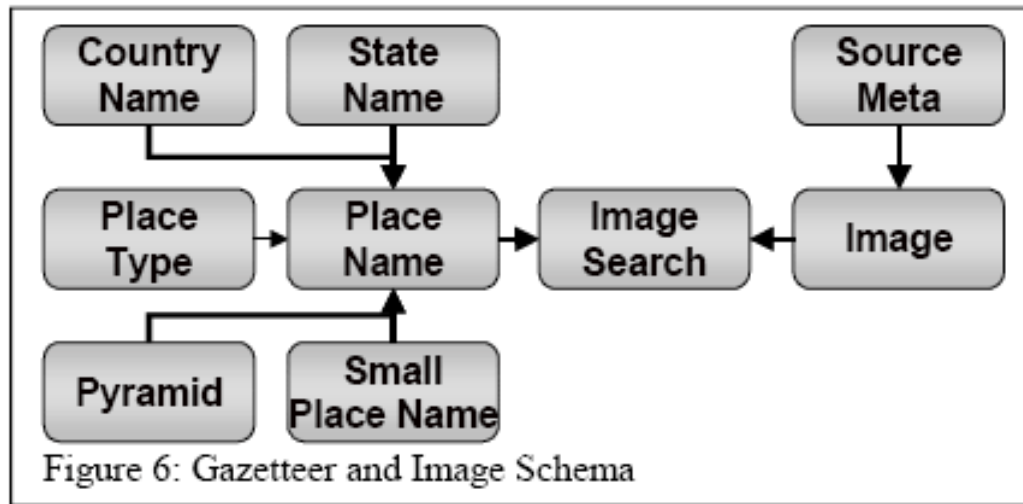 Country
Name
State
Name
Source
Meta
Place
Type
Place
Name
Image
Search
Image
Pyramid
Small
Place Name
Figure 6: Gazetteer and Image Schema